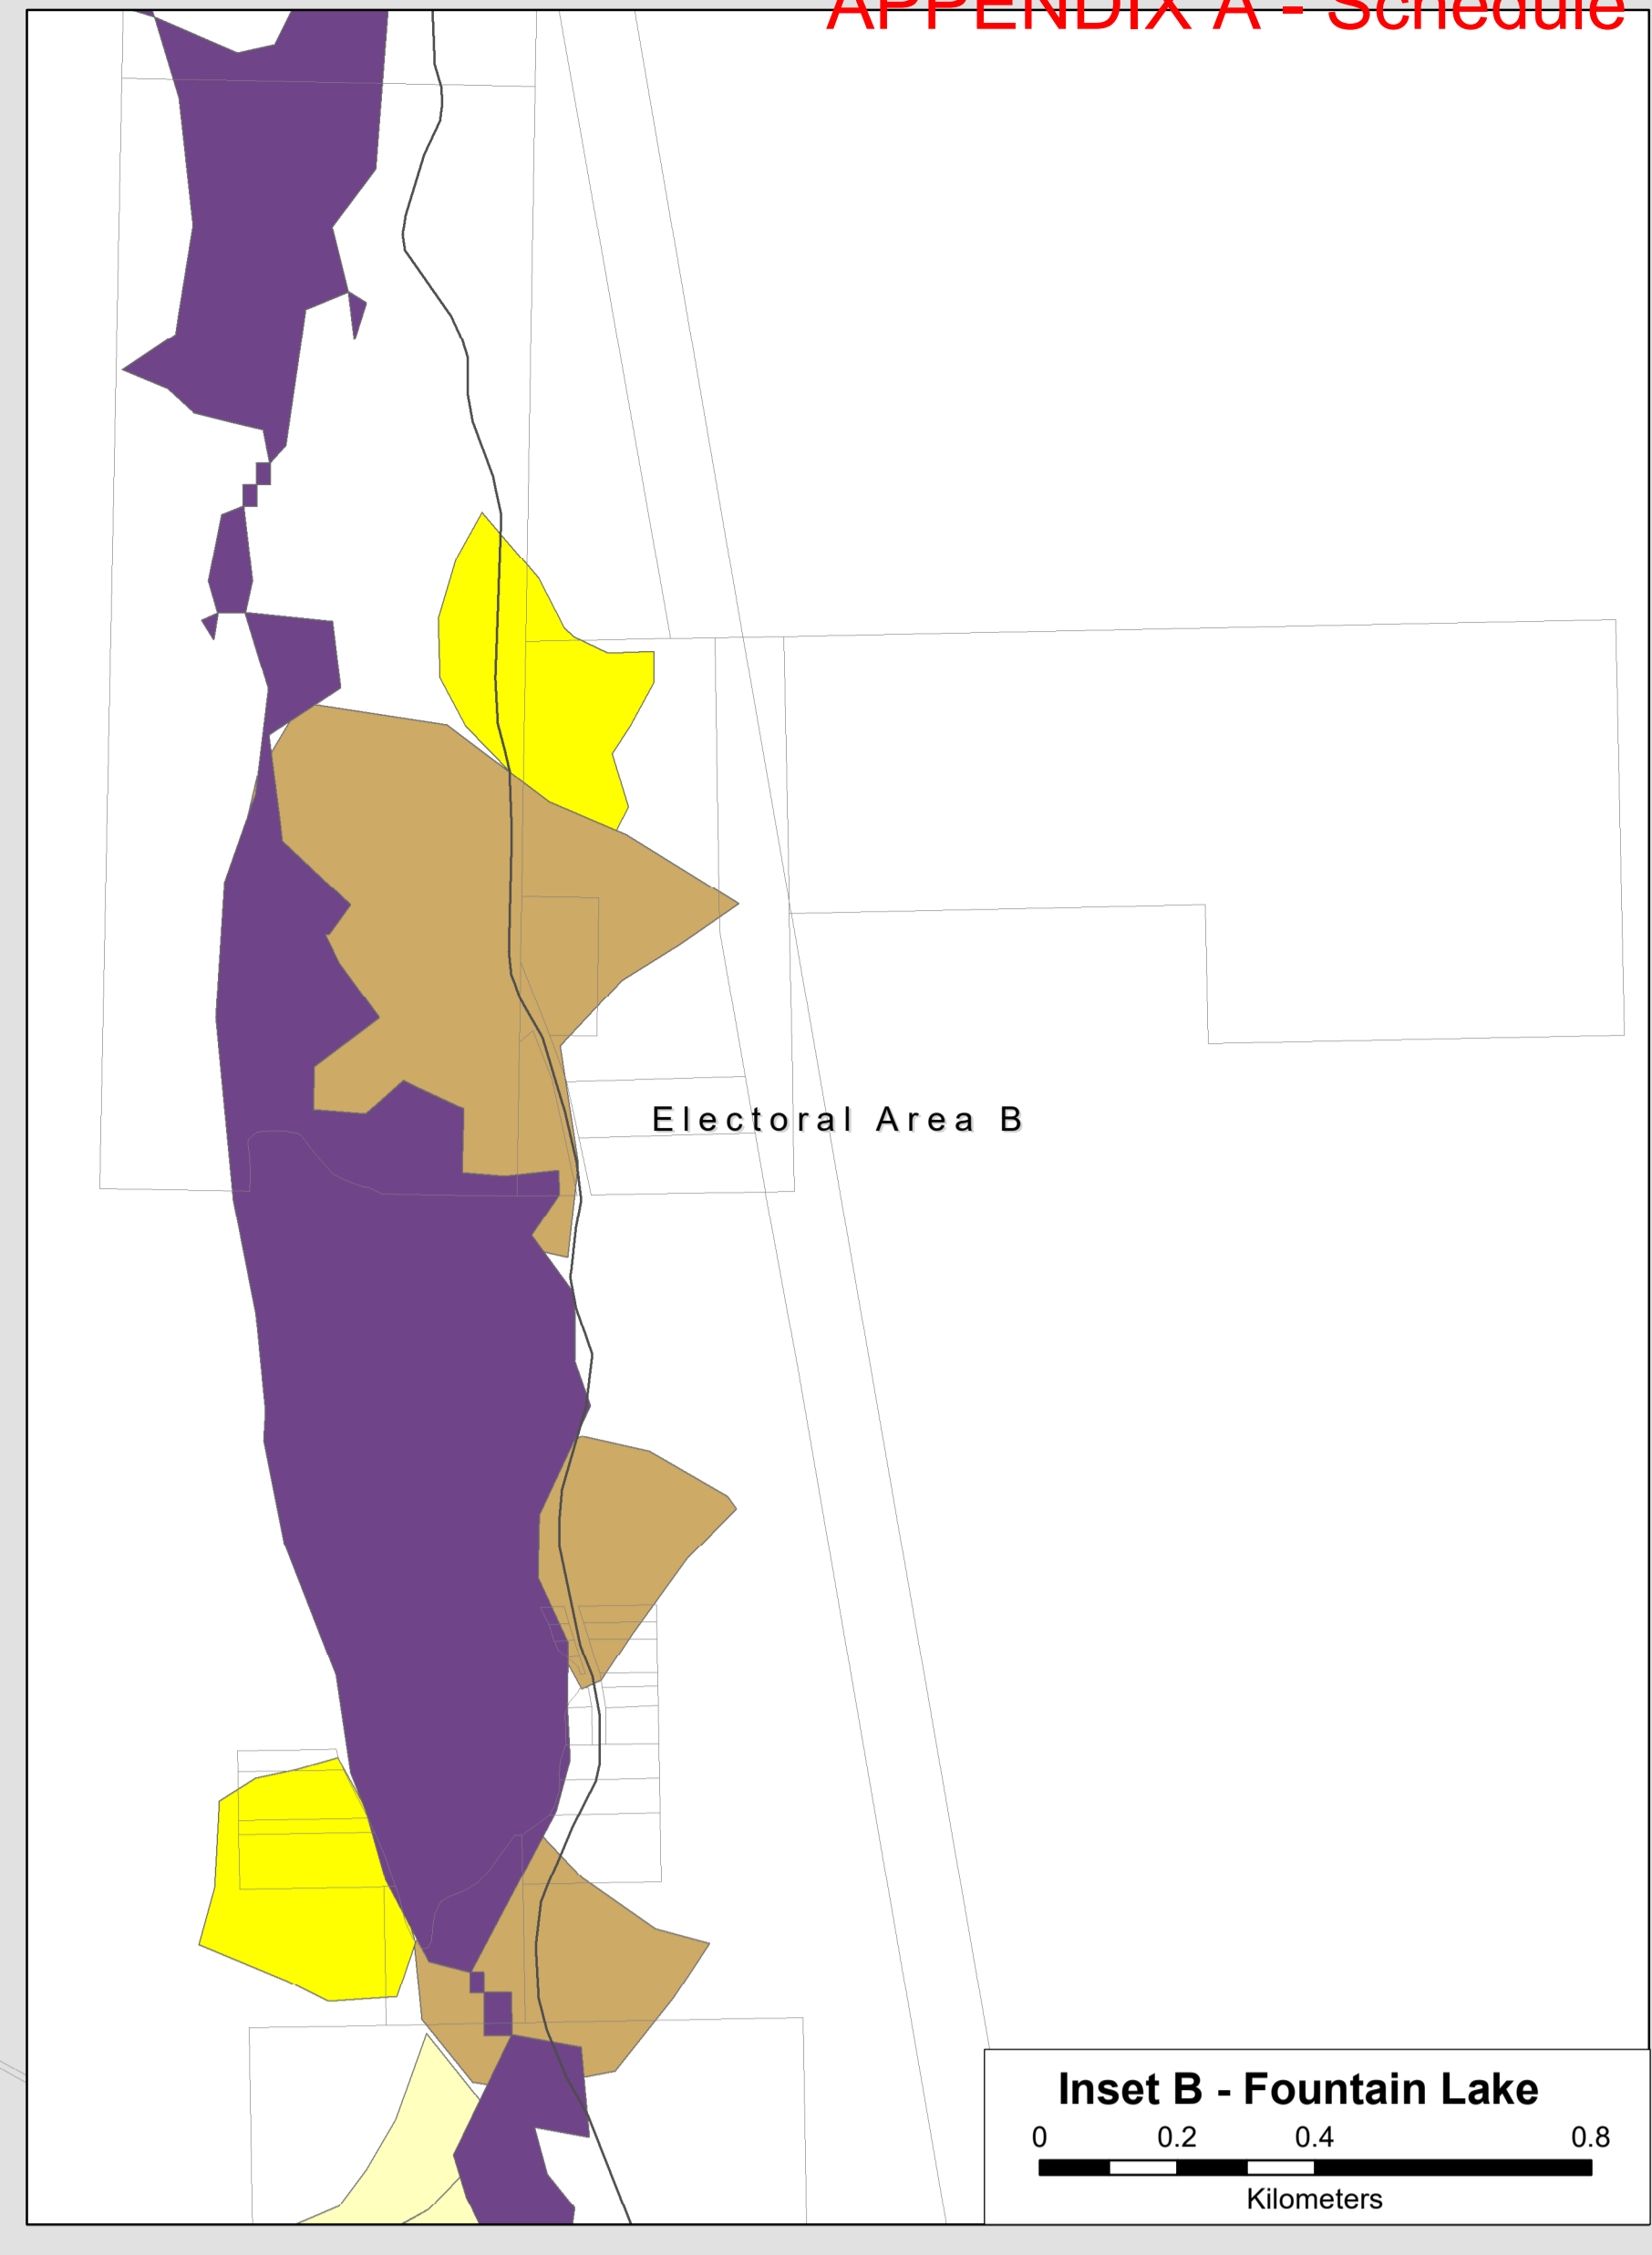 APPENDIX A - Schedule
Electoral Area B
Inset B - Fountain Lake
0 0.2 0.4 0.8
Kilometers